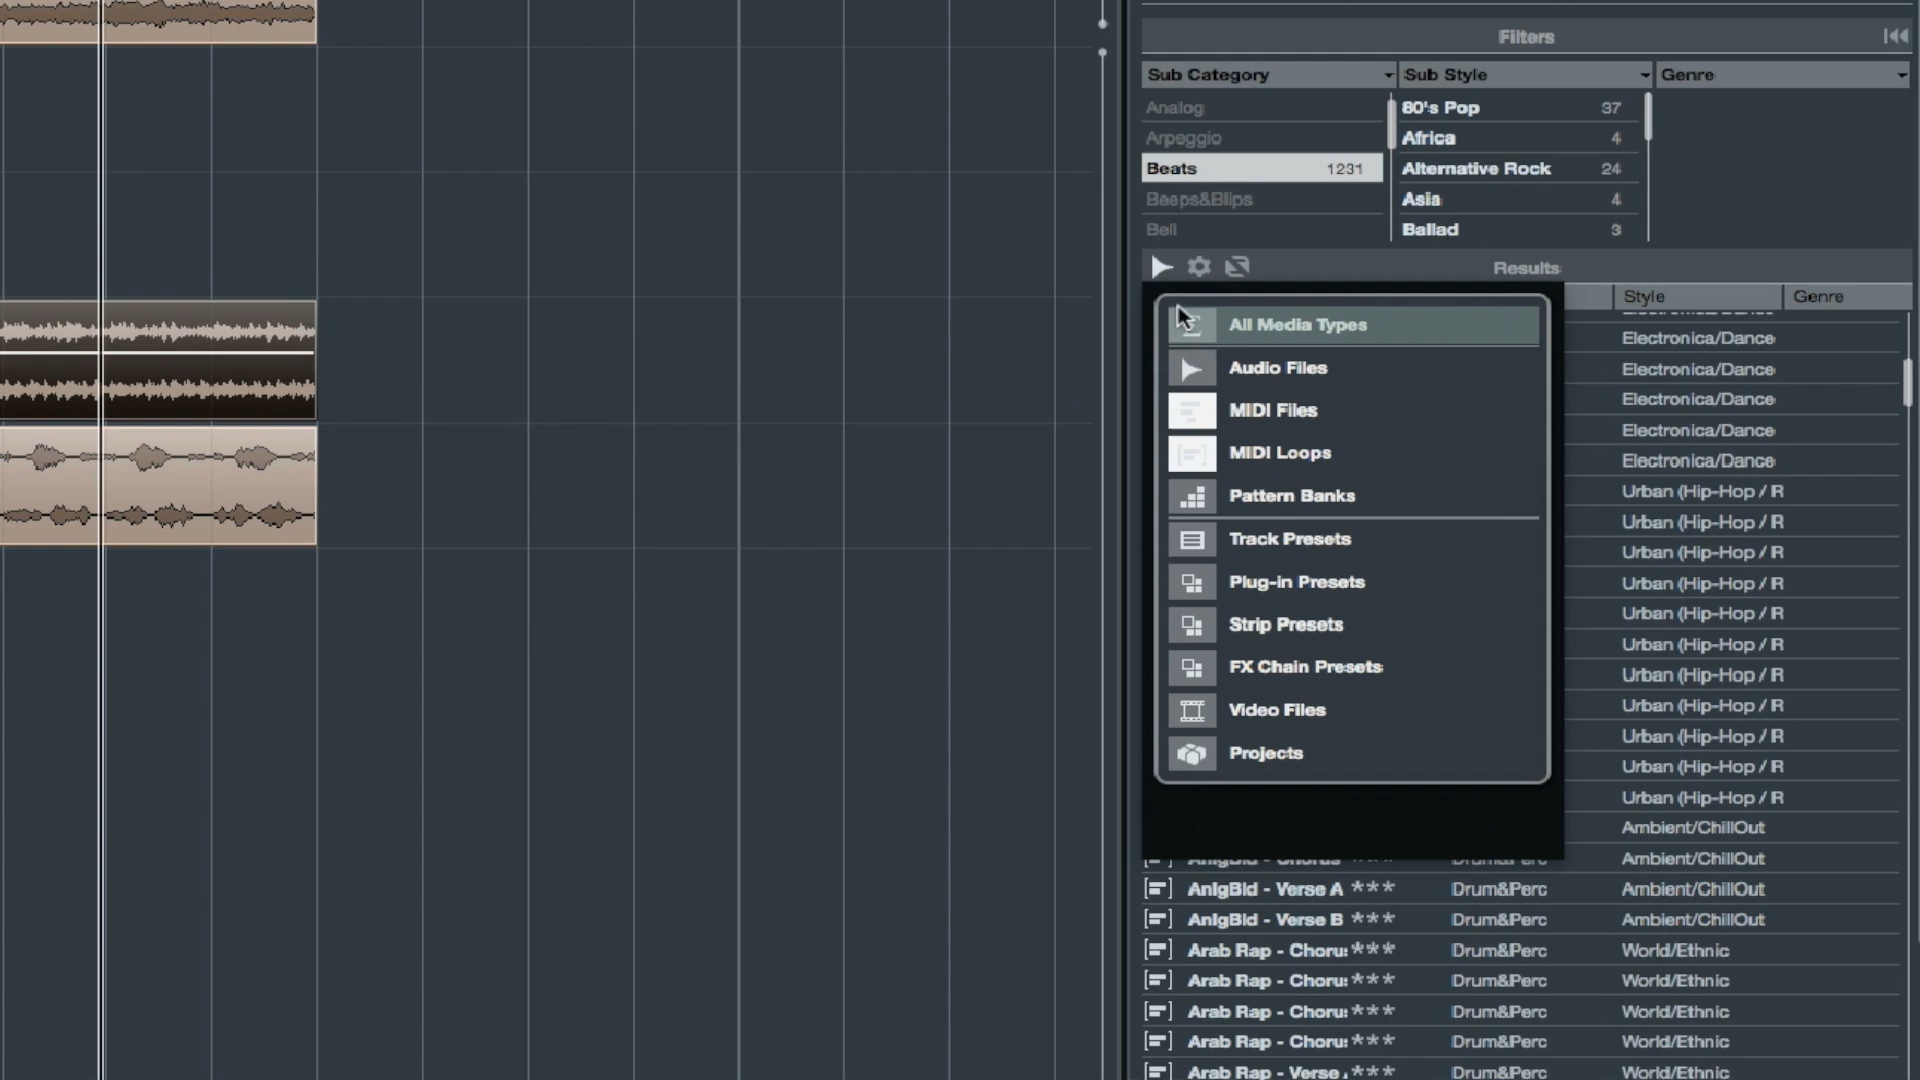 Filters
Sub Category Sub Style Genre
Analog 80's Pop 37
Arpeggio Africa 4
Beats 1231 Alternative Rock 24
Beeps&Blips Asia 4
Bell Ballad 3
Results
Style Genre
All Media Types
Electronica/Dance
Audio Files Electronica/Dance
Electronica/Dance
MIDI Files
Electronica/Dance
MIDI Loops Electronica/Dance
Pattern Banks Urban (Hip-Hop / R
Urban (Hip-Hop / R
Track Presets Urban (Hip-Hop / R
Plug-in Presets Urban (Hip-Hop / R
Urban (Hip-Hop / R
Strip Presets Urban (Hip-Hop / R
FX Chain Presets Urban (Hip-Hop / R
Video Files Urban (Hip-Hop / R
Urban (Hip-Hop / R
Projects Urban (Hip-Hop / R
Urban (Hip-Hop / R
Ambient/ChillOut
Ambient/ChillOut
AnlgBld - Verse A *** Drum&Perc Ambient/ChillOut
AnlgBld - Verse B *** Drum&Perc Ambient/ChillOut
Arab Rap - Chorus *** Drum&Perc World/Ethnic
Arab Rap - Chorus *** Drum&Perc World/Ethnic
Arab Rap - Chorus *** Drum&Perc World/Ethnic
Arab Rap - Chorus *** Drum&Perc World/Ethnic
Arab Rap - Verse *** Drum&Perc World/Ethnic